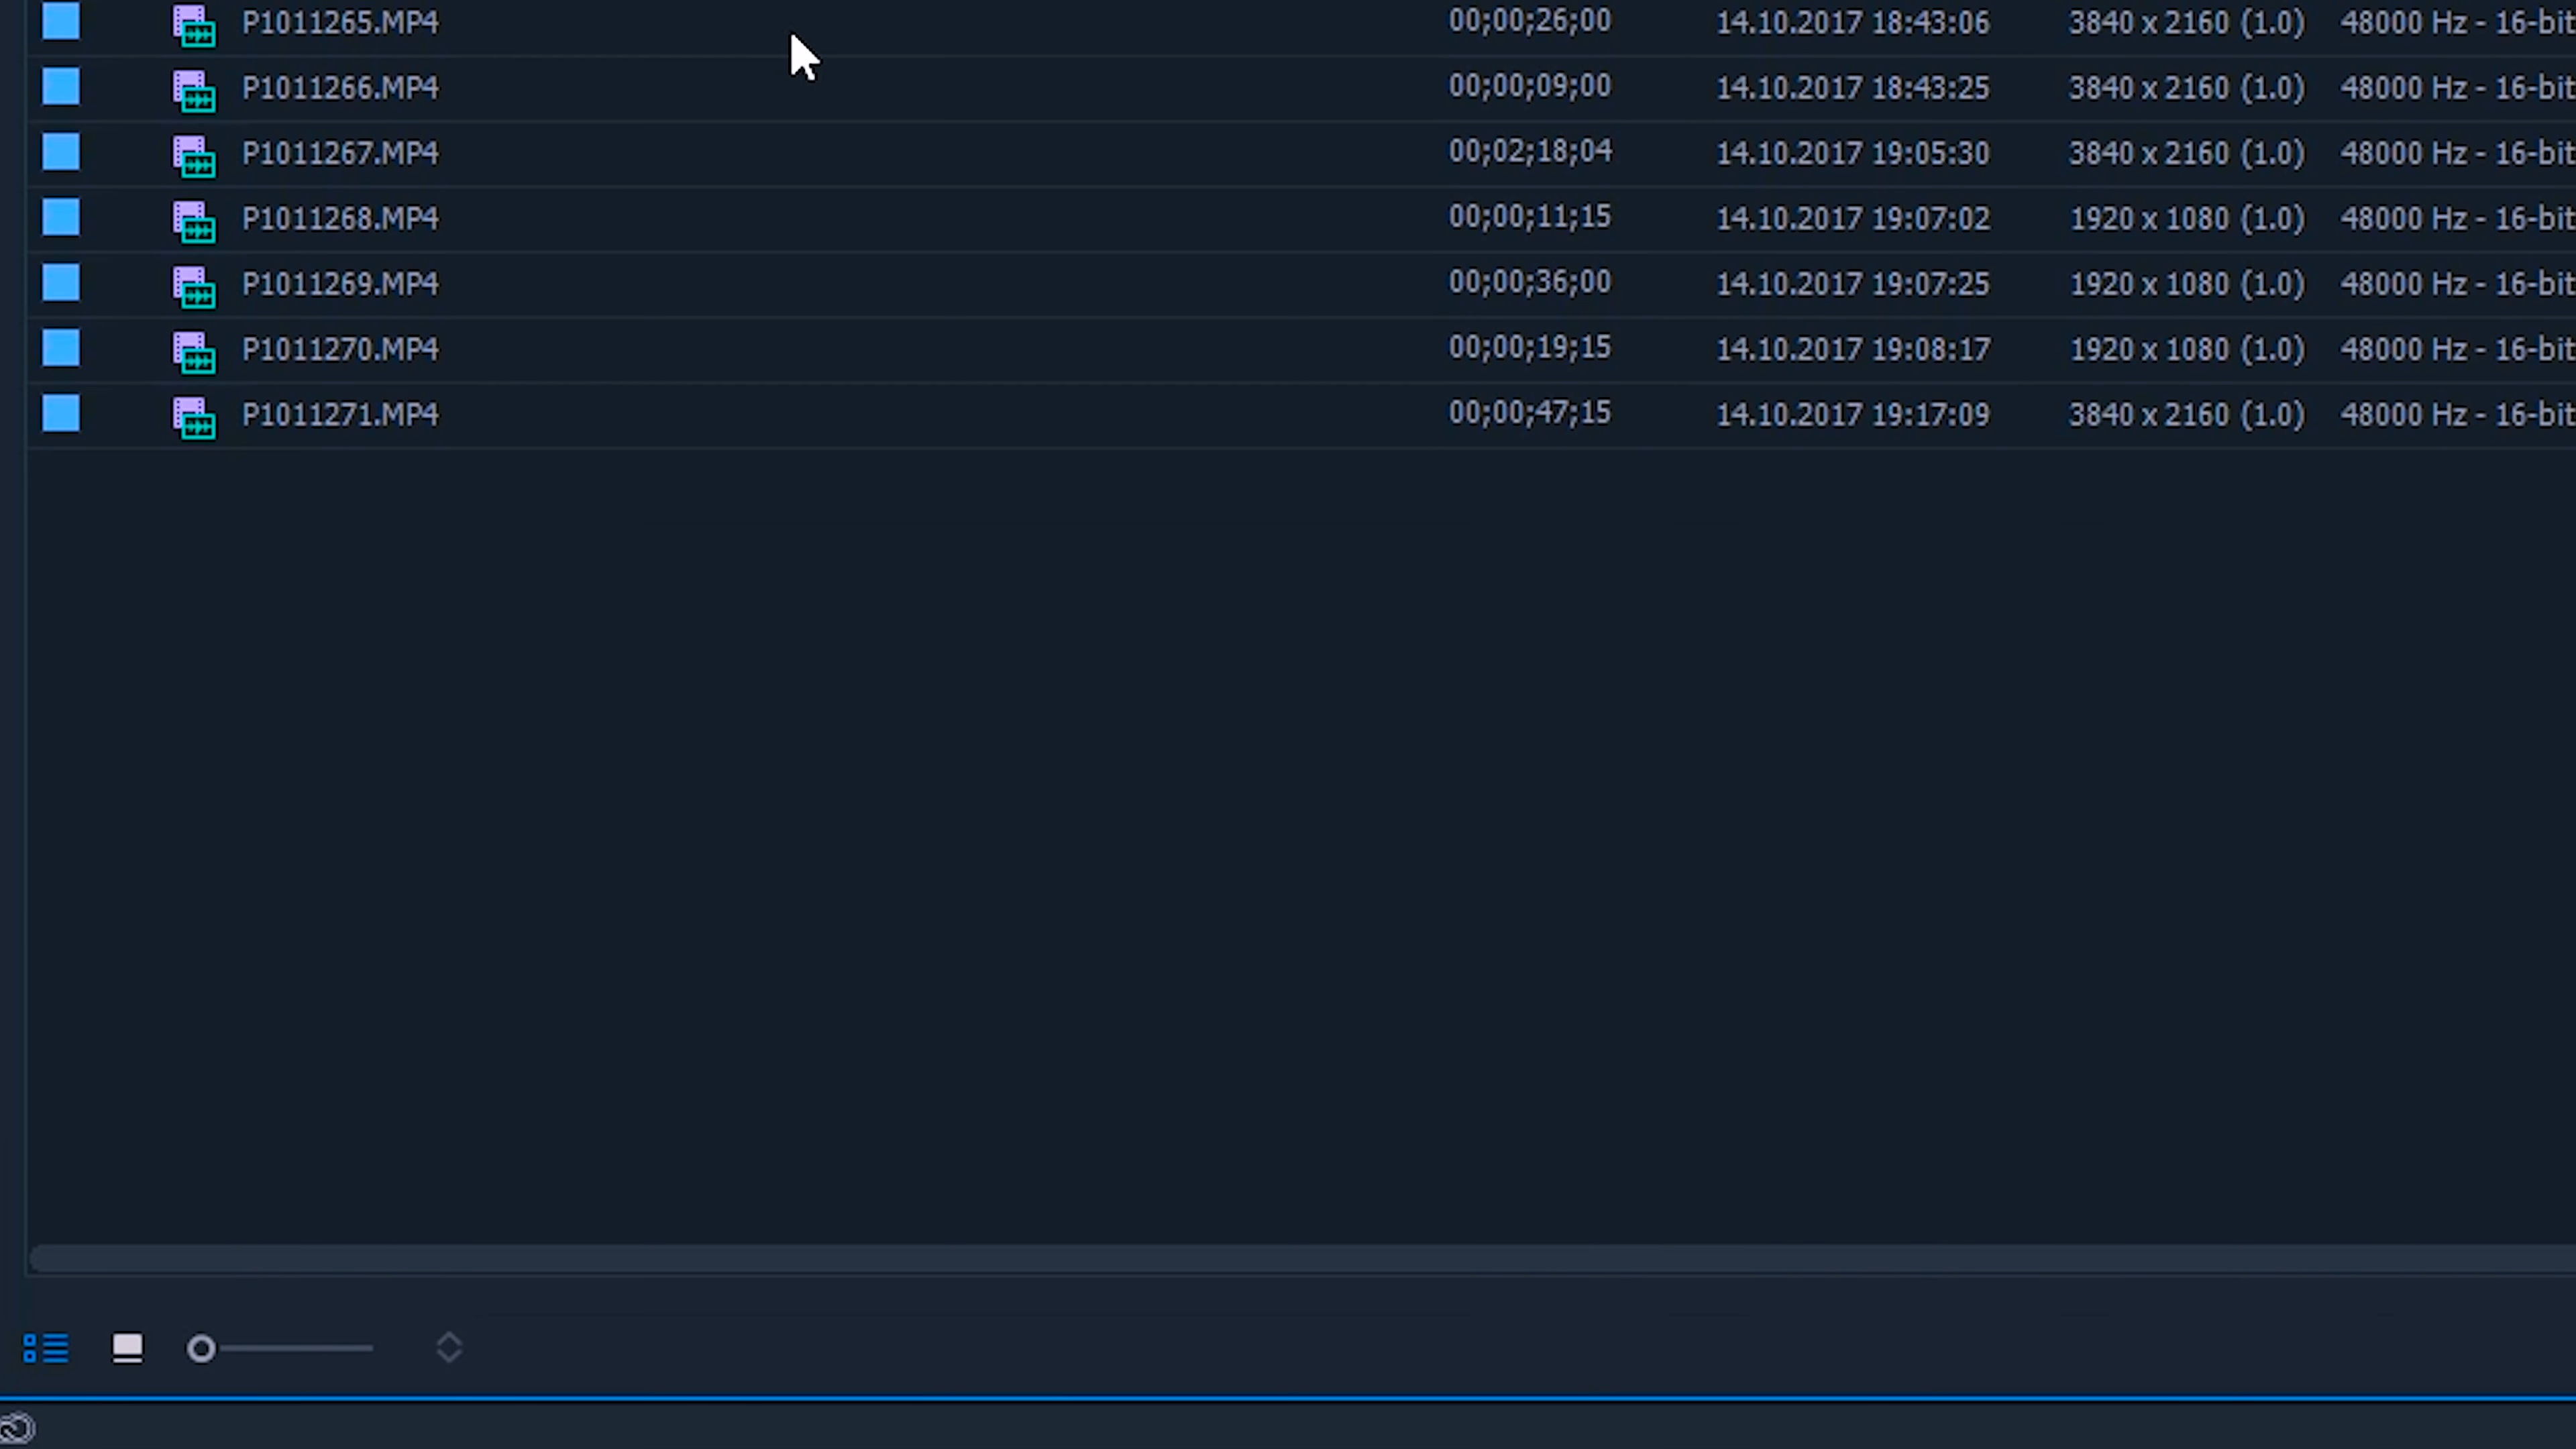 P1011265.MP4 00;00;26;00 14.10.2017 18:43:06 3840 x 2160 (1.0) 48000 Hz - 16-bit
P1011266.MP4 00;00;09;00 14.10.2017 18:43:25 3840 x 2160 (1.0) 48000 Hz - 16-bit
P1011267.MP4 00;02;18;04 14.10.2017 19:05:30 3840 x 2160 (1.0) 48000 Hz - 16-bit
P1011268.MP4 00;00;11;15 14.10.2017 19:07:02 1920 x 1080 (1.0) 48000 Hz - 16-bit
P1011269.MP4 00;00;36;00 14.10.2017 19:07:25 1920 x 1080 (1.0) 48000 Hz - 16-bit
P1011270.MP4 00;00;19;15 14.10.2017 19:08:17 1920 x 1080 (1.0) 48000 Hz - 16-bit
P1011271.MP4 00;00;47;15 14.10.2017 19:17:09 3840 x 2160 (1.0) 48000 Hz - 16-bit